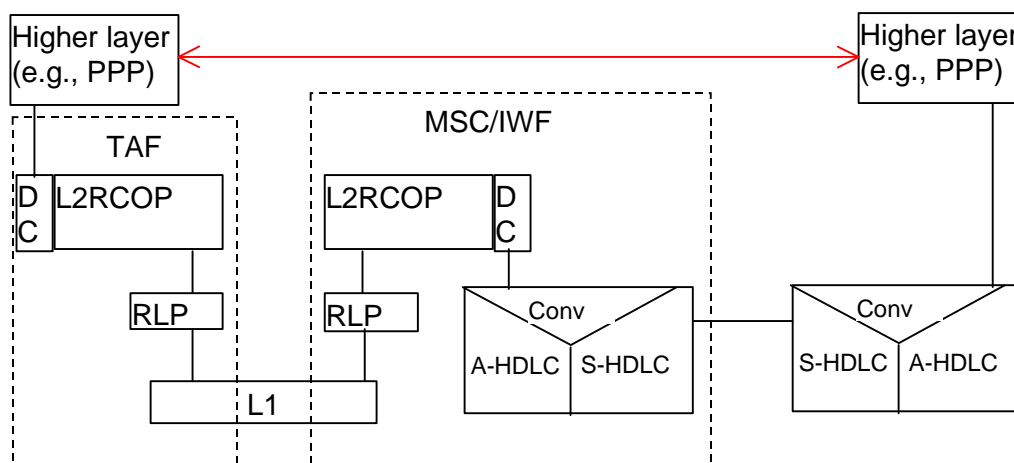 Higher layer
(e.g., PPP)
Higher layer
(e.g., PPP)
MSC/IWF
TAF
D
C
L2RCOP
L2RCOP
D
C
RLP
RLP
Conv
Conv
A-HDLC
S-HDLC
S-HDLC
A-HDLC
L1